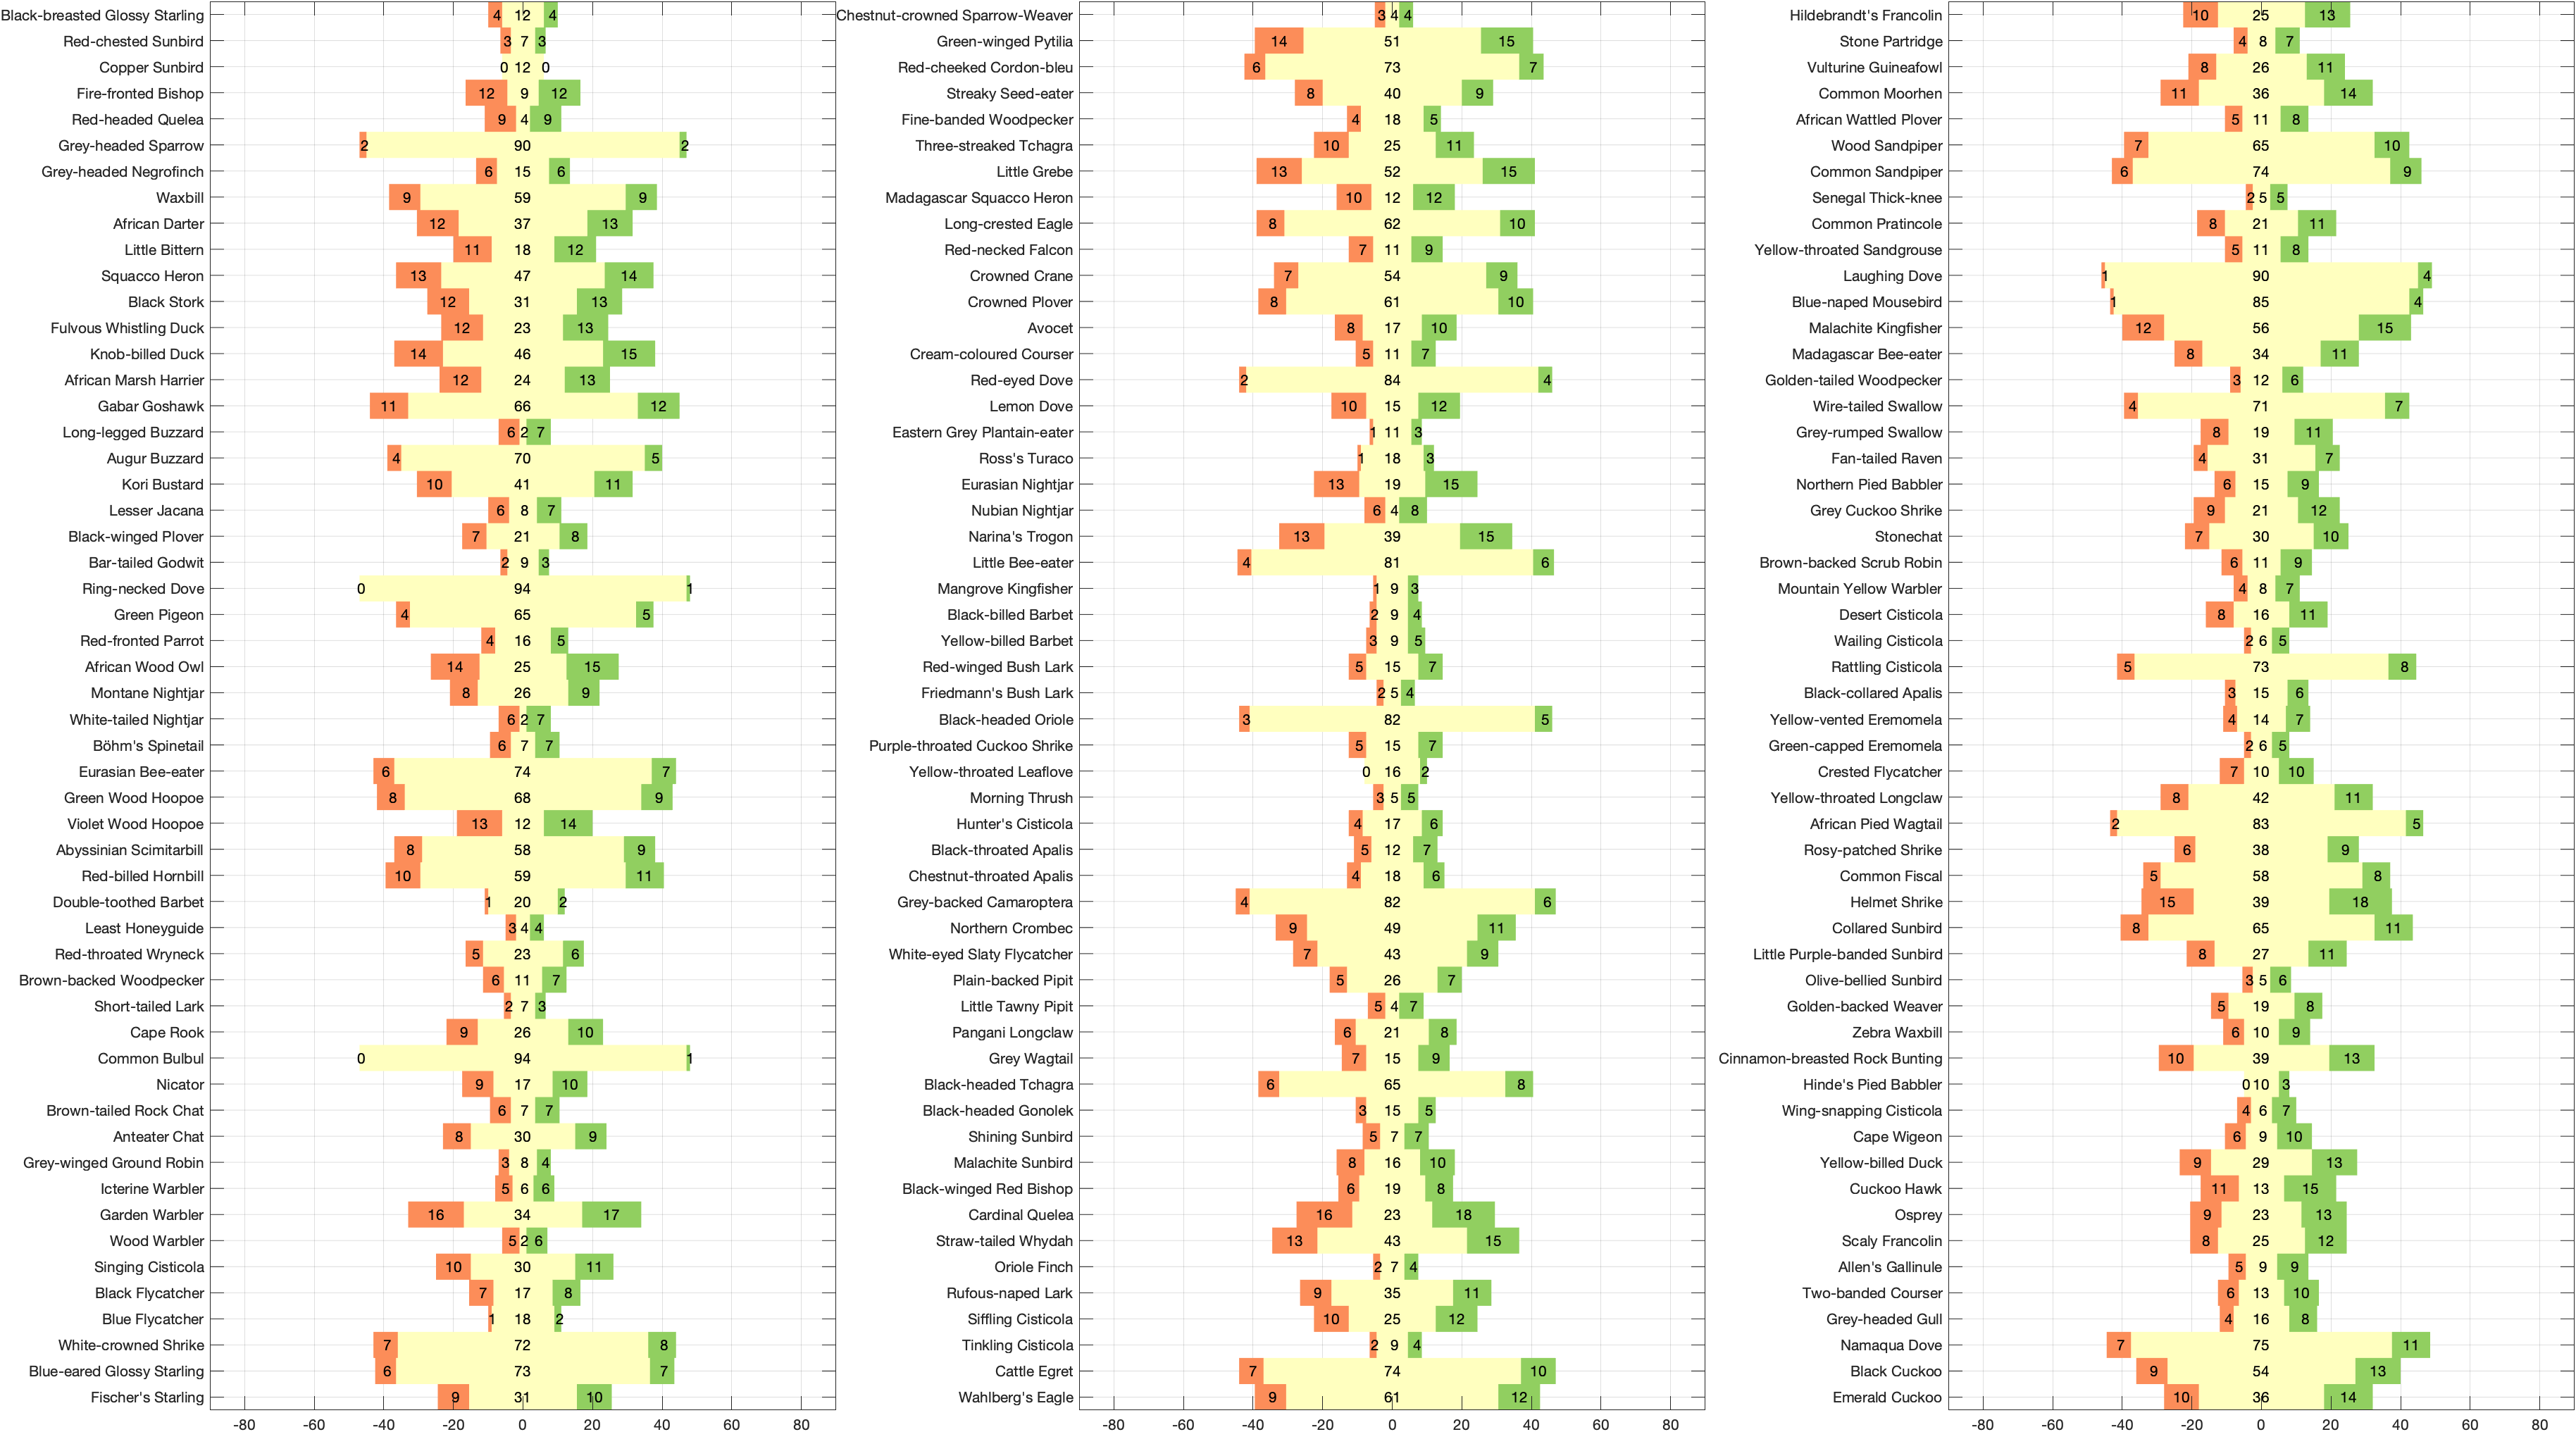 Black-breasted Glossy Starling 4 12 4
Red-chested Sunbird 3 7 3
Copper Sunbird 0 12 0
Fire-fronted Bishop 12 9 12
Red-headed Quelea 9 4 9
Grey-headed Sparrow 2 90 2
Grey-headed Negrofinch 6 15 6
Waxbill 9 59 9
African Darter 12 37 13
Little Bittern 11 18 12
Squacco Heron 13 47 14
Black Stork 12 31 13
Fulvous Whistling Duck 12 23 13
Knob-billed Duck 14 46 15
African Marsh Harrier 12 24 13
Gabar Goshawk 11 66 12
Long-legged Buzzard 6 2 7
Augur Buzzard 4 70 5
Kori Bustard 10 41 11
Lesser Jacana 6 8 7
Black-winged Plover 7 21 8
Bar-tailed Godwit 2 9 3
Ring-necked Dove 0 94 1
Green Pigeon 4 65 5
Red-fronted Parrot 4 16 5
African Wood Owl 14 25 15
Montane Nightjar 8 26 9
White-tailed Nightjar 6 2 7
Böhm's Spinetail 6 7 7
Eurasian Bee-eater 6 74 7
Green Wood Hoopoe 8 68 9
Violet Wood Hoopoe 13 12 14
Abyssinian Scimitarbill 8 58 9
Red-billed Hornbill 10 59 11
Double-toothed Barbet 1 20 2
Least Honeyguide 3 4 4
Red-throated Wryneck 5 23 6
Brown-backed Woodpecker 6 11 7
Short-tailed Lark 2 7 3
Cape Rook 9 26 10
Common Bulbul 0 94 1
Nicator 9 17 10
Brown-tailed Rock Chat 6 7 7
Anteater Chat 8 30 9
Grey-winged Ground Robin 3 8 4
Icterine Warbler 5 6 6
Garden Warbler 16 34 17
Wood Warbler 5 2 6
Singing Cisticola 10 30 11
Black Flycatcher 7 17 8
Blue Flycatcher 1 18 2
White-crowned Shrike 7 72 8
Blue-eared Glossy Starling 6 73 7
Fischer's Starling 9 31 10
-80 -60 -40 -20 0 20 40 60 80
Chestnut-crowned Sparrow-Weaver 3 4 4
Green-winged Pytilia 14 51 15
Red-cheeked Cordon-bleu 6 73 7
Streaky Seed-eater 8 40 9
Fine-banded Woodpecker 4 18 5
Three-streaked Tchagra 10 25 11
Little Grebe 13 52 15
Madagascar Squacco Heron 10 12 12
Long-crested Eagle 8 62 10
Red-necked Falcon 7 11 9
Crowned Crane 7 54 9
Crowned Plover 8 61 10
Avocet 8 17 10
Cream-coloured Courser 5 11 7
Red-eyed Dove 2 84 4
Lemon Dove 10 15 12
Eastern Grey Plantain-eater 1 11 3
Ross's Turaco 1 18 3
Eurasian Nightjar 13 19 15
Nubian Nightjar 6 4 8
Narina's Trogon 13 39 15
Little Bee-eater 4 81 6
Mangrove Kingfisher 1 9 3
Black-billed Barbet 2 9 4
Yellow-billed Barbet 3 9 5
Red-winged Bush Lark 5 15 7
Friedmann's Bush Lark 2 5 4
Black-headed Oriole 3 82 5
Purple-throated Cuckoo Shrike 5 15 7
Yellow-throated Leaflove 0 16 2
Morning Thrush 3 5 5
Hunter's Cisticola 4 17 6
Black-throated Apalis 5 12 7
Chestnut-throated Apalis 4 18 6
Grey-backed Camaroptera 4 82 6
Northern Crombec 9 49 11
White-eyed Slaty Flycatcher 7 43 9
Plain-backed Pipit 5 26 7
Little Tawny Pipit 5 4 7
Pangani Longclaw 6 21 8
Grey Wagtail 7 15 9
Black-headed Tchagra 6 65 8
Black-headed Gonolek 3 15 5
Shining Sunbird 5 7 7
Malachite Sunbird 8 16 10
Black-winged Red Bishop 6 19 8
Cardinal Quelea 16 23 18
Straw-tailed Whydah 13 43 15
Oriole Finch 2 7 4
Rufous-naped Lark 9 35 11
Siffling Cisticola 10 25 12
Tinkling Cisticola 2 9 4
Cattle Egret 7 74 10
Wahlberg's Eagle 9 61 12
-80 -60 -40 -20 0 20 40 60 80
Hildebrandt's Francolin 10 25 13
Stone Partridge 4 8 7
Vulturine Guineafowl 8 26 11
Common Moorhen 11 36 14
African Wattled Plover 5 11 8
Wood Sandpiper 7 65 10
Common Sandpiper 6 74 9
Senegal Thick-knee 2 5 5
Common Pratincole 8 21 11
Yellow-throated Sandgrouse 5 11 8
Laughing Dove 1 90 4
Blue-naped Mousebird 1 85 4
Malachite Kingfisher 12 56 15
Madagascar Bee-eater 8 34 11
Golden-tailed Woodpecker 3 12 6
Wire-tailed Swallow 4 71 7
Grey-rumped Swallow 8 19 11
Fan-tailed Raven 4 31 7
Northern Pied Babbler 6 15 9
Grey Cuckoo Shrike 9 21 12
Stonechat 7 30 10
Brown-backed Scrub Robin 6 11 9
Mountain Yellow Warbler 4 8 7
Desert Cisticola 8 16 11
Wailing Cisticola 2 6 5
Rattling Cisticola 5 73 8
Black-collared Apalis 3 15 6
Yellow-vented Eremomela 4 14 7
Green-capped Eremomela 2 6 5
Crested Flycatcher 7 10 10
Yellow-throated Longclaw 8 42 11
African Pied Wagtail 2 83 5
Rosy-patched Shrike 6 38 9
Common Fiscal 5 58 8
Helmet Shrike 15 39 18
Collared Sunbird 8 65 11
Little Purple-banded Sunbird 8 27 11
Olive-bellied Sunbird 3 5 6
Golden-backed Weaver 5 19 8
Zebra Waxbill 6 10 9
Cinnamon-breasted Rock Bunting 10 39 13
Hinde's Pied Babbler 0 10 3
Wing-snapping Cisticola 4 6 7
Cape Wigeon 6 9 10
Yellow-billed Duck 9 29 13
Cuckoo Hawk 11 13 15
Osprey 9 23 13
Scaly Francolin 8 25 12
Allen's Gallinule 5 9 9
Two-banded Courser 6 13 10
Grey-headed Gull 4 16 8
Namaqua Dove 7 75 11
Black Cuckoo 9 54 13
Emerald Cuckoo 10 36 14
-80 -60 -40 -20 0 20 40 60 80